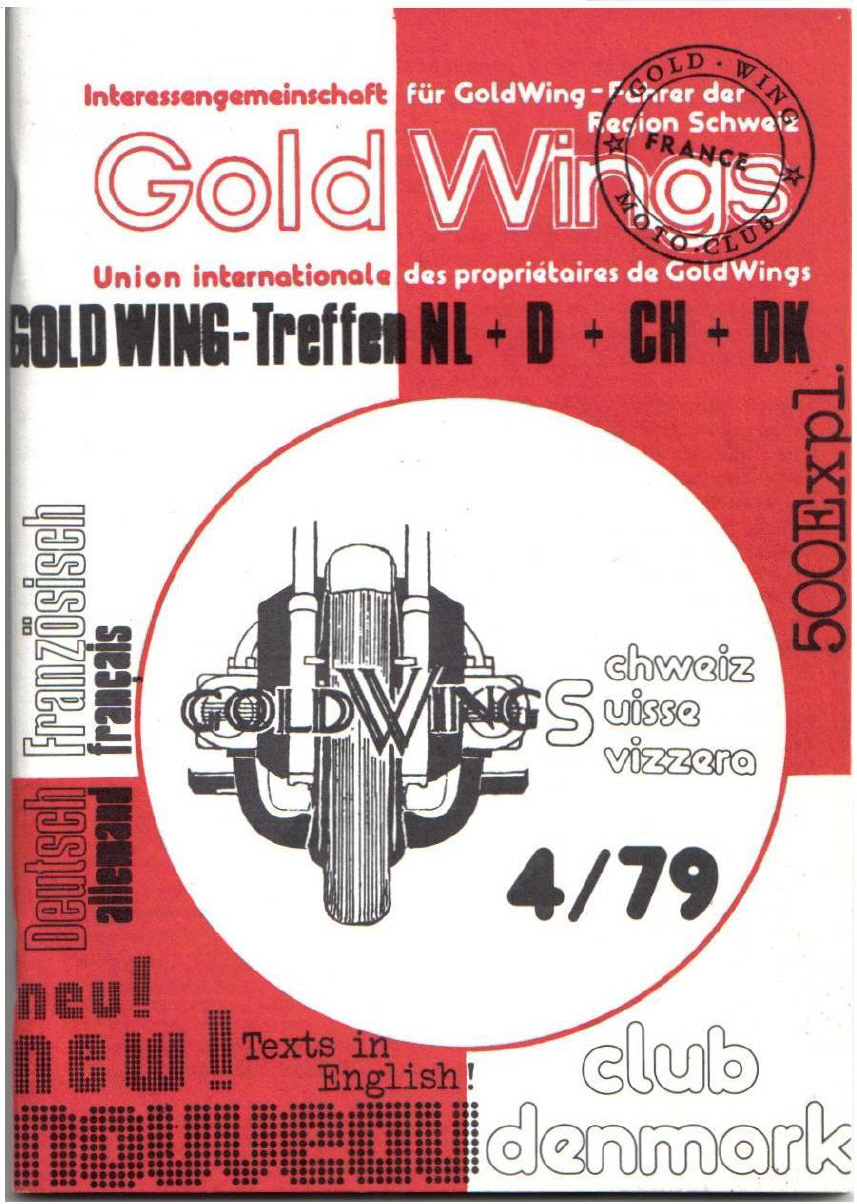 Interessengemeinschaft für GoldWing-Führer der
Region Schweiz
Gold Wings
GOLD · WING
FRANCE
MOTO · CLUB
Union internationale des propriétaires de GoldWings
GOLD WING-Treffen NL + D + CH + DK
500Expl.
Französisch
français
GOLDWINGS
Schweiz
uisse
vizzera
4/79
Deutsch
allemand
neu!
new!
Texts in
English!
nouveau
club
denmark